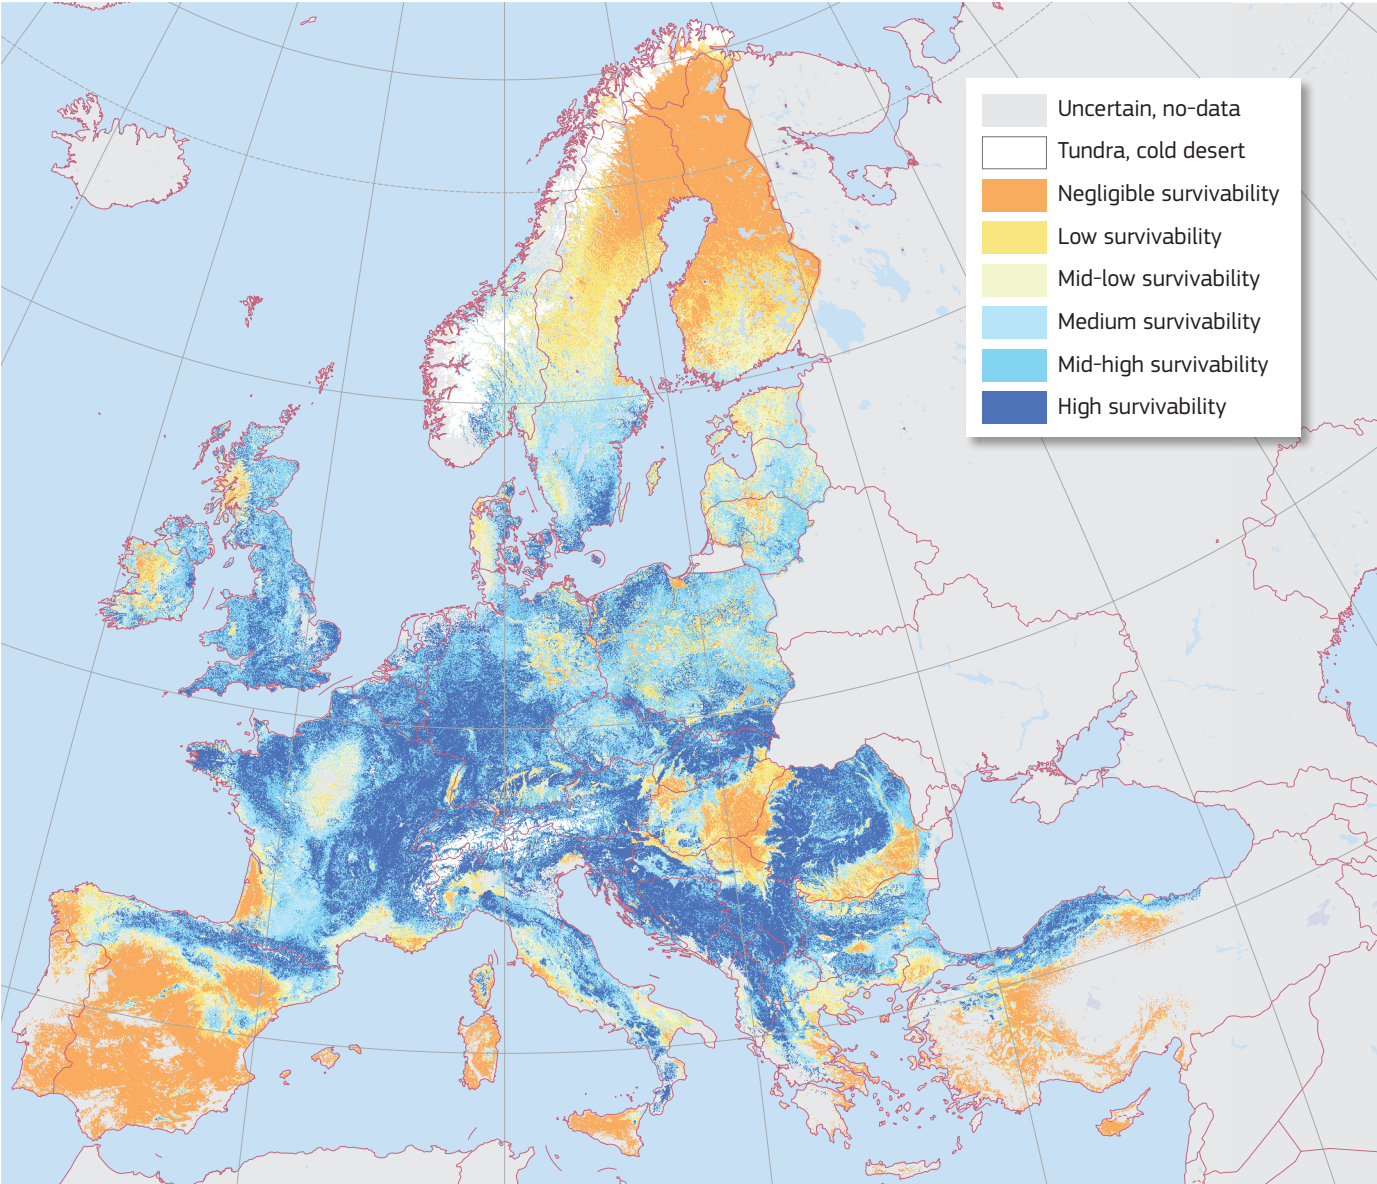 Uncertain, no-data
Tundra, cold desert
Negligible survivability
Low survivability
Mid-low survivability
Medium survivability
Mid-high survivability
High survivability